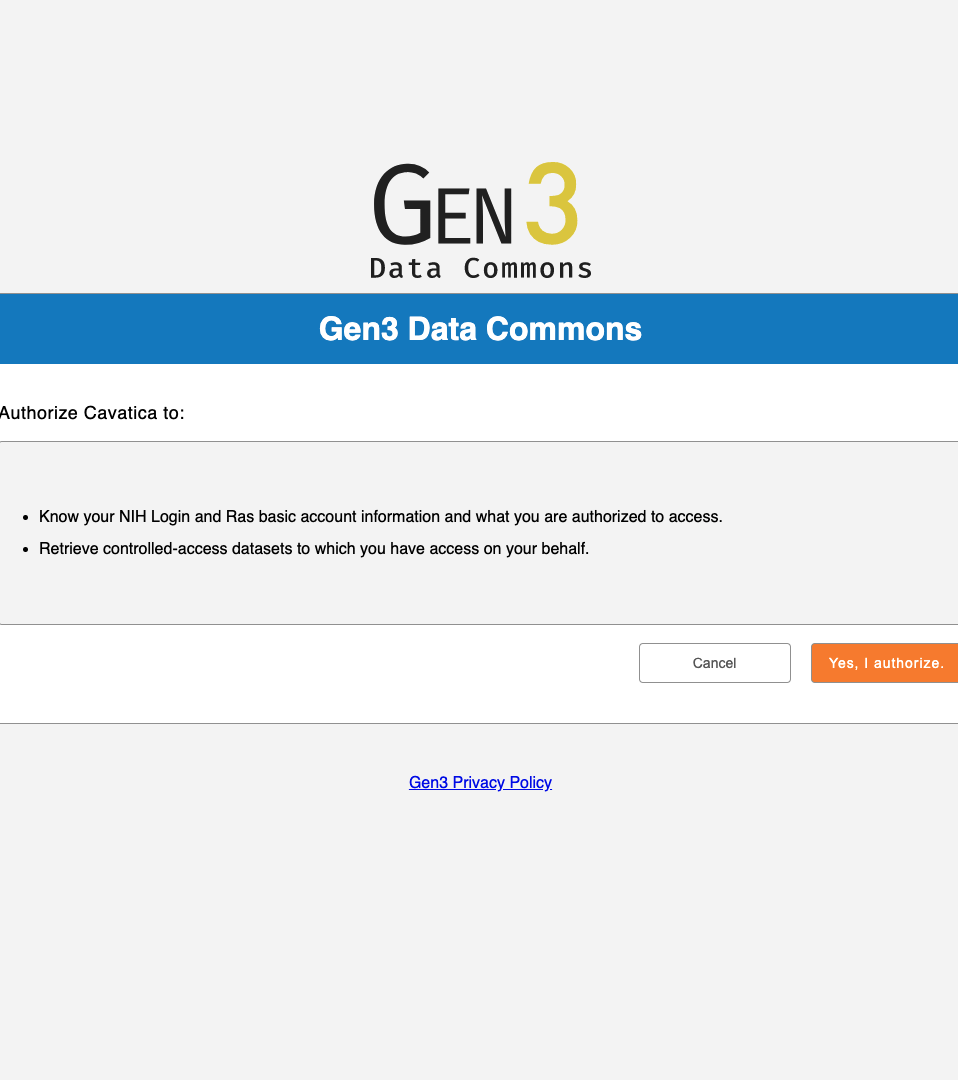 GEN3
Data Commons
Gen3 Data Commons
Authorize Cavatica to:
Know your NIH Login and Ras basic account information and what you are authorized to access.
Retrieve controlled-access datasets to which you have access on your behalf.
Cancel
Yes, I authorize.
Gen3 Privacy Policy